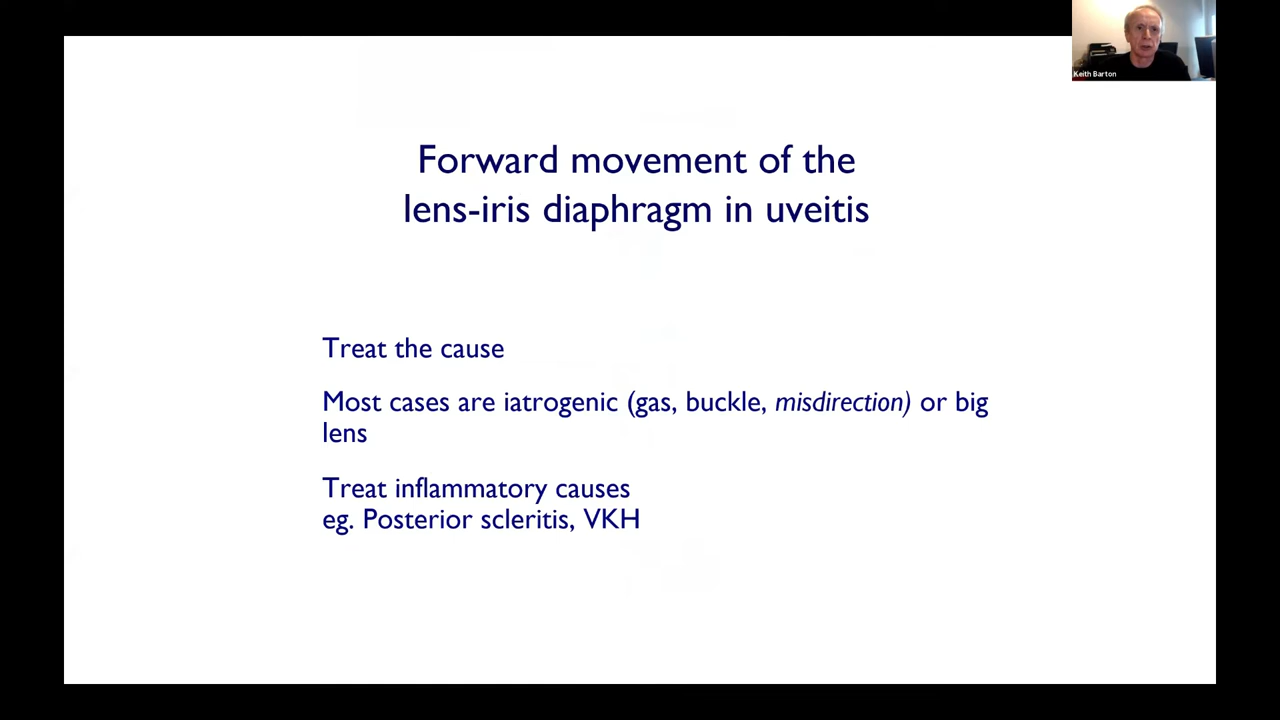 Keith Barton
Forward movement of the
lens-iris diaphragm in uveitis
Treat the cause
Most cases are iatrogenic (gas, buckle, misdirection) or big
lens
Treat inflammatory causes
eg. Posterior scleritis, VKH